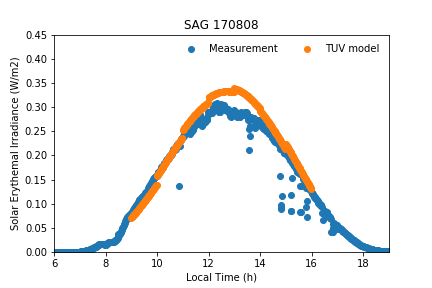 SAG 170808
Measurement TUV model
0.45
0.40
0.35
0.30
0.25
0.20
0.15
0.10
0.05
0.00
Solar Erythemal Irradiance (W/m2)
6 8 10 12 14 16 18
Local Time (h)